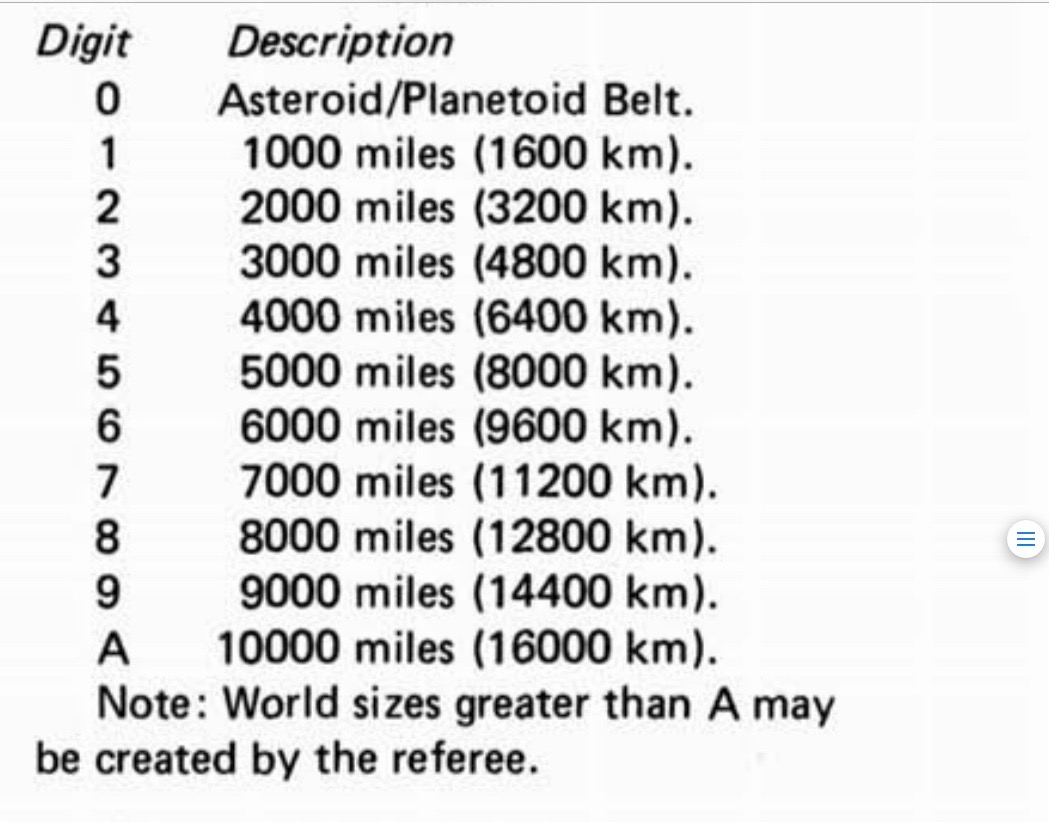 Digit Description
0 Asteroid/Planetoid Belt.
1 1000 miles (1600 km).
2 2000 miles (3200 km).
3 3000 miles (4800 km).
4 4000 miles (6400 km).
5 5000 miles (8000 km).
6 6000 miles (9600 km).
7 7000 miles (11200 km).
8 8000 miles (12800 km).
9 9000 miles (14400 km).
A 10000 miles (16000 km).
Note: World sizes greater than A may
be created by the referee.